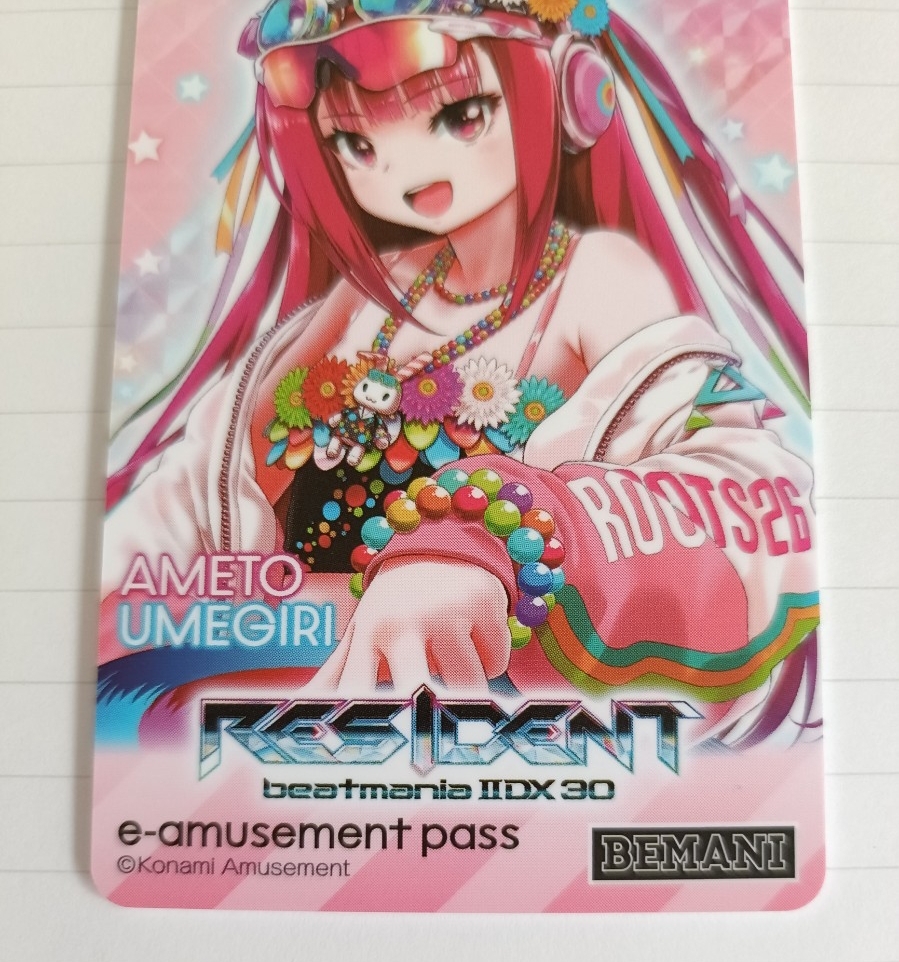 ROOTS26
AMETO
UMEGIRI
RESIDENT
beatmania IIDX 30
e-amusement pass
©Konami Amusement
BEMANI